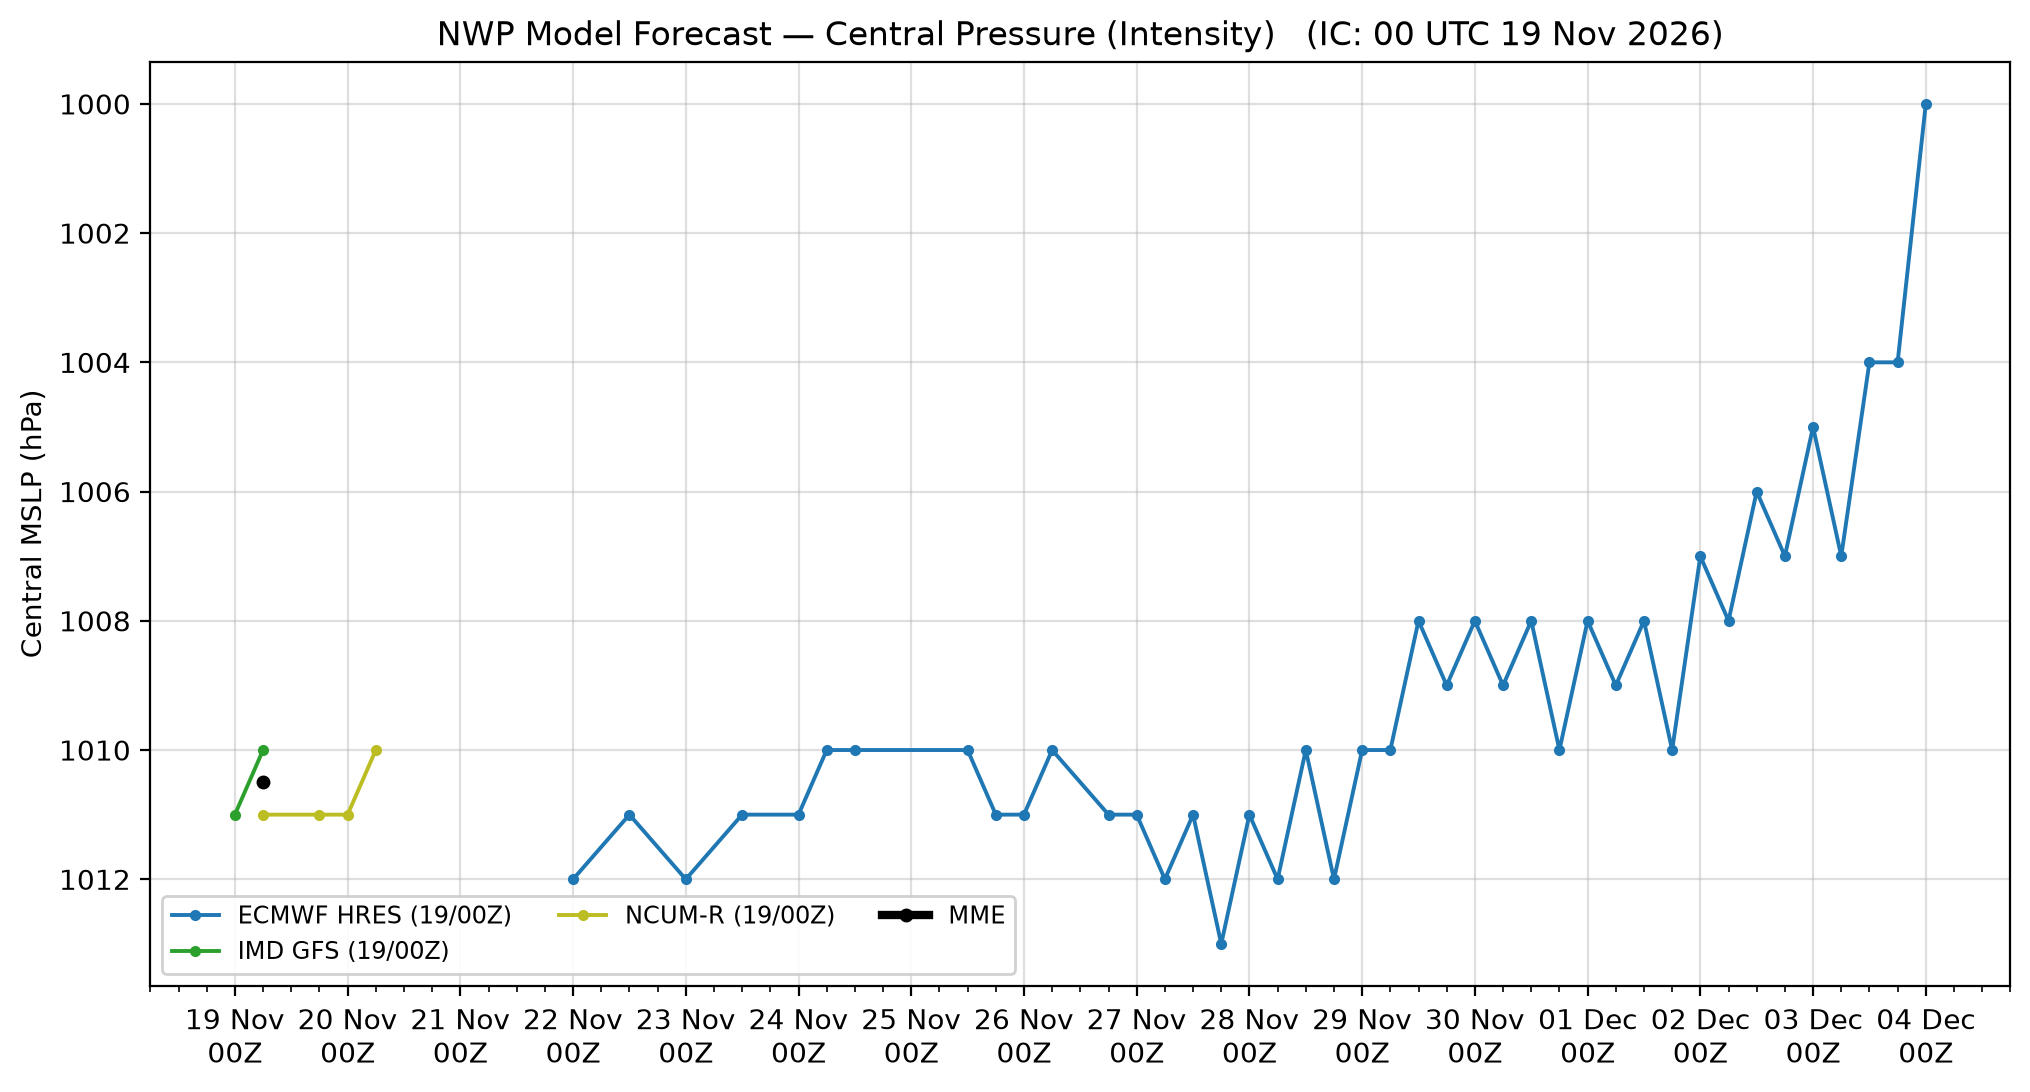 NWP Model Forecast — Central Pressure (Intensity)   (IC: 00 UTC 19 Nov 2026)
Central MSLP (hPa)
1000
1002
1004
1006
1008
1010
1012
ECMWF HRES (19/00Z)
IMD GFS (19/00Z)
NCUM-R (19/00Z)
MME
19 Nov 20 Nov 21 Nov 22 Nov 23 Nov 24 Nov 25 Nov 26 Nov 27 Nov 28 Nov 29 Nov 30 Nov 01 Dec 02 Dec 03 Dec 04 Dec
00Z 00Z 00Z 00Z 00Z 00Z 00Z 00Z 00Z 00Z 00Z 00Z 00Z 00Z 00Z 00Z